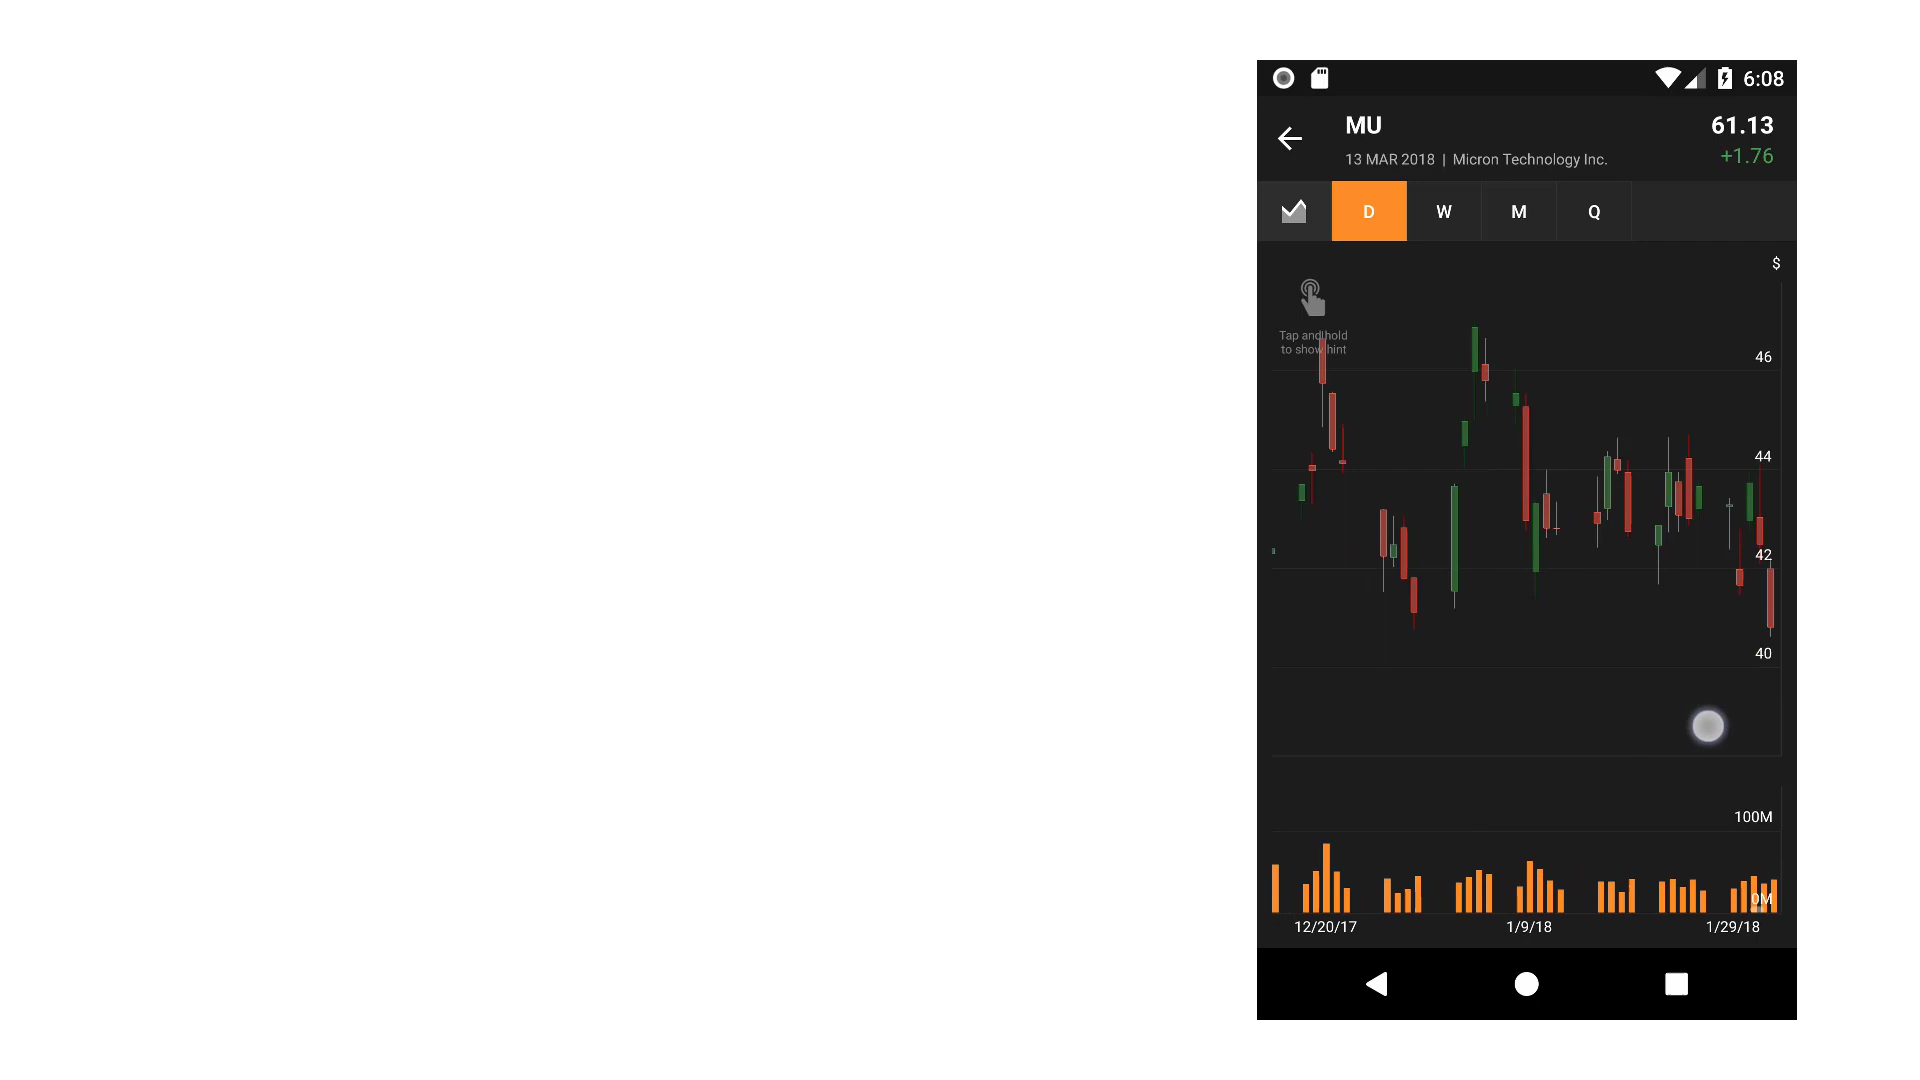 6:08
MU
61.13
13 MAR 2018 | Micron Technology Inc.
+1.76
D
W
M
Q
$
Tap and hold
to show hint
46
44
42
40
100M
0M
12/20/17
1/9/18
1/29/18